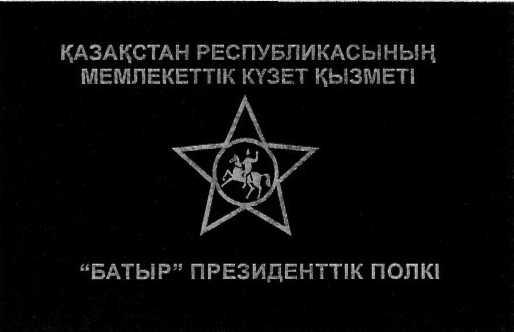 ҚАЗАҚСТАН РЕСПУБЛИКАСЫНЫҢ
МЕМЛЕКЕТТІК КҮЗЕТ ҚЫЗМЕТІ
“БАТЫР” ПРЕЗИДЕНТТІК ПОЛКІ